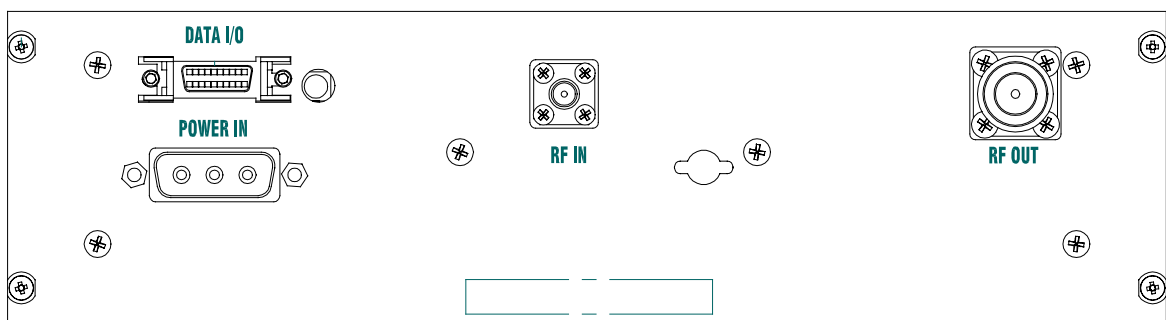 DATA I/O
POWER IN
RF IN
RF OUT